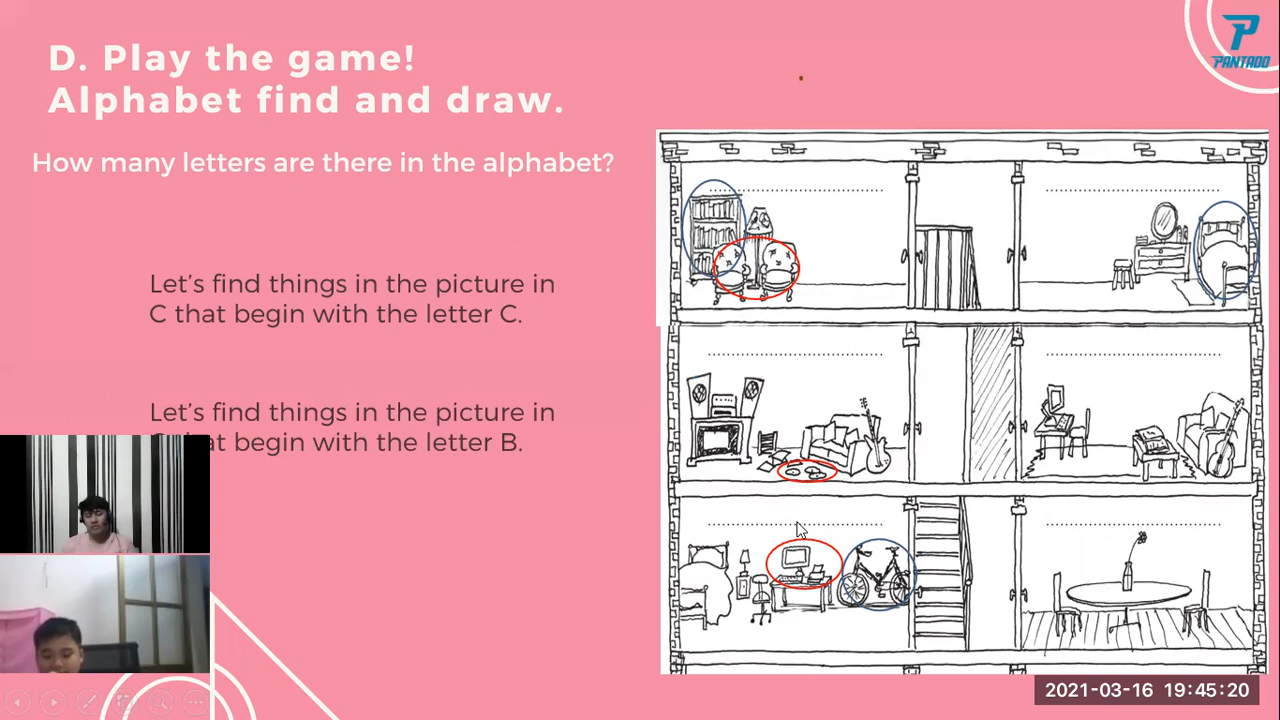 D. Play the game!
Alphabet find and draw.
PANTADO
How many letters are there in the alphabet?
Let's find things in the picture in
C that begin with the letter C.
Let's find things in the picture in
at begin with the letter B.
2021-03-16 19:45:20